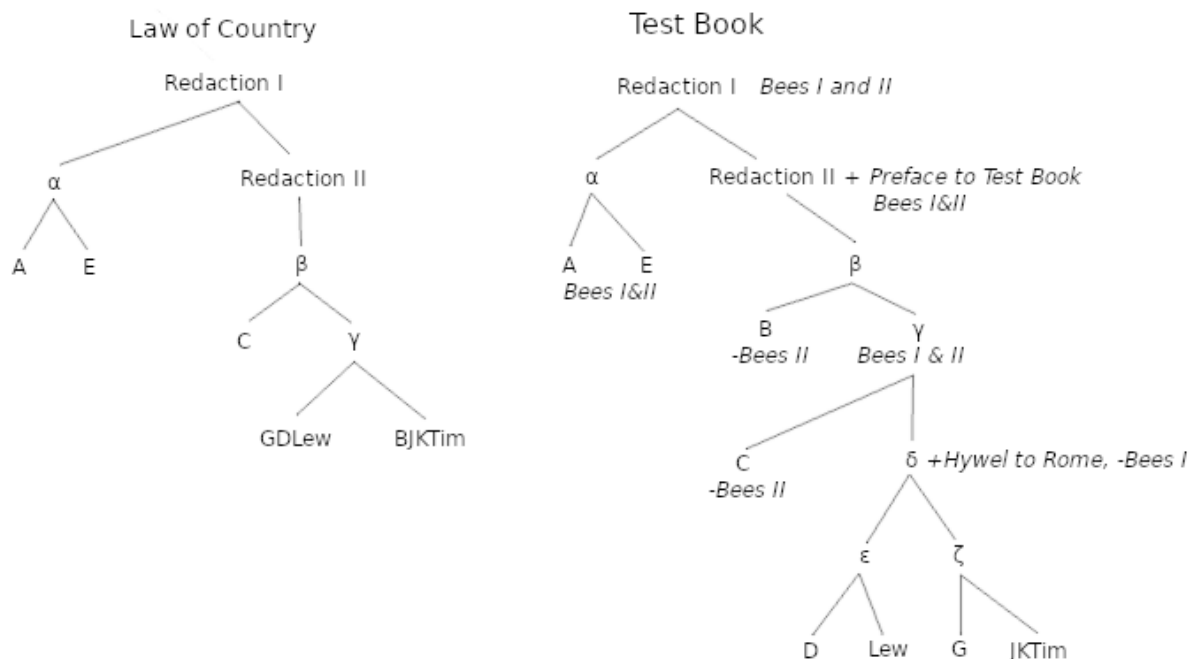 Law of Country
Redaction I
α
Redaction II
A E
β
C
γ
GDLew BJKTim
Test Book
Redaction I Bees I and II
α
Redaction II + Preface to Test Book
Bees I&II
A E
Bees I&II
β
B
-Bees II
γ
Bees I & II
C
-Bees II
δ +Hywel to Rome, -Bees I
ε ζ
D Lew G JKTim